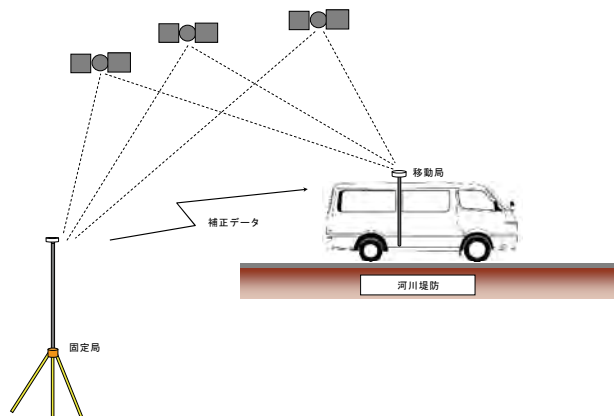 移動局
補正データ
河川堤防
固定局